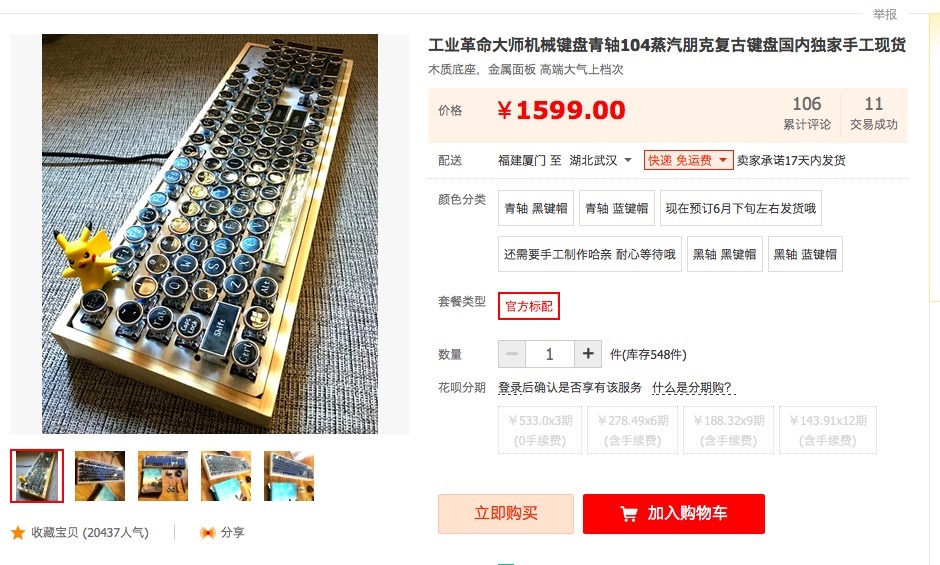 举报
工业革命大师机械键盘青轴104蒸汽朋克复古键盘国内独家手工现货
木质底座，金属面板 高端大气上档次
价格 ￥1599.00 106 累计评论 11 交易成功
配送 福建厦门 至 湖北武汉 快递 免运费 卖家承诺17天内发货
颜色分类 青轴 黑键帽 青轴 蓝键帽 现在预订6月下旬左右发货哦
还需要手工制作哈亲 耐心等待哦 黑轴 黑键帽 黑轴 蓝键帽
套餐类型 官方标配
数量 1 件(库存548件)
花呗分期 登录后确认是否享有该服务 什么是分期购?
￥533.0x3期 ￥278.49x6期 ￥188.32x9期 ￥143.91x12期
(0手续费) (含手续费) (含手续费) (含手续费)
立即购买 加入购物车
收藏宝贝 (20437人气) 分享
Q A Z Alt
W S X
Tab Caps Lock Shift
Ctrl